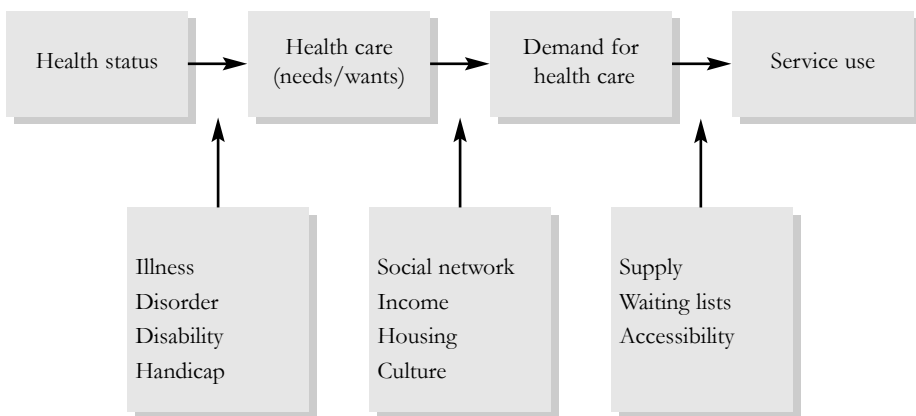 Health status
Health care
(needs/wants)
Demand for
health care
Service use
Illness
Disorder
Disability
Handicap
Social network
Income
Housing
Culture
Supply
Waiting lists
Accessibility